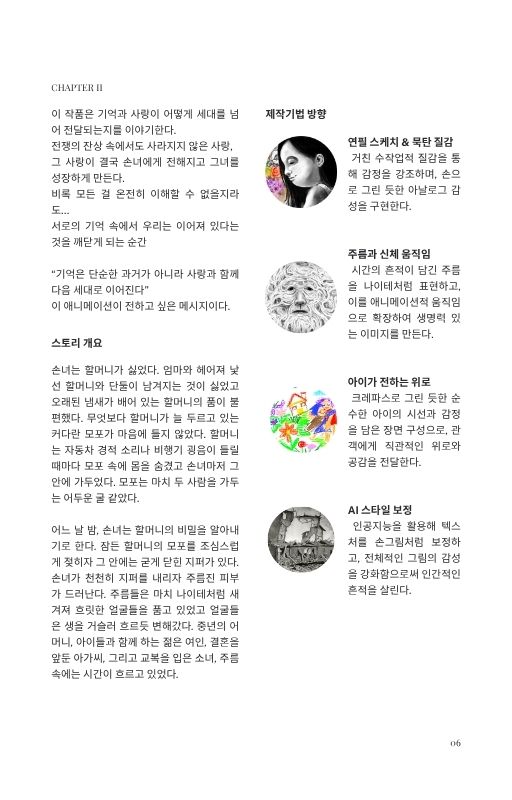 CHAPTER II
이 작품은 기억과 사랑이 어떻게 세대를 넘
어 전달되는지를 이야기한다.
전쟁의 잔상 속에서도 사라지지 않은 사랑,
그 사랑이 결국 손녀에게 전해지고 그녀를
성장하게 만든다.
비록 모든 걸 온전히 이해할 수 없을지라
도...
서로의 기억 속에서 우리는 이어져 있다는
것을 깨닫게 되는 순간
“기억은 단순한 과거가 아니라 사랑과 함께
다음 세대로 이어진다”
이 애니메이션이 전하고 싶은 메시지이다.
스토리 개요
손녀는 할머니가 싫었다. 엄마와 헤어져 낯
선 할머니와 단둘이 남겨지는 것이 싫었고
오래된 냄새가 배어 있는 할머니의 품이 불
편했다. 무엇보다 할머니가 늘 두르고 있는
커다란 모포가 마음에 들지 않았다. 할머니
는 자동차 경적 소리나 비행기 굉음이 들릴
때마다 모포 속에 몸을 숨겼고 손녀마저 그
안에 가두었다. 모포는 마치 두 사람을 가두
는 어두운 굴 같았다.
어느 날 밤, 손녀는 할머니의 비밀을 알아내
기로 한다. 잠든 할머니의 모포를 조심스럽
게 젖히자 그 안에는 굳게 닫힌 지퍼가 있다.
손녀가 천천히 지퍼를 내리자 주름진 피부
가 드러난다. 주름들은 마치 나이테처럼 새
겨져 흐릿한 얼굴들을 품고 있었고 얼굴들
은 생을 거슬러 흐르듯 변해갔다. 중년의 어
머니, 아이들과 함께 하는 젊은 여인, 결혼을
앞둔 아가씨, 그리고 교복을 입은 소녀, 주름
속에는 시간이 흐르고 있었다.
제작기법 방향
연필 스케치 & 목탄 질감
거친 수작업적 질감을 통
해 감정을 강조하며, 손으
로 그린 듯한 아날로그 감
성을 구현한다.
주름과 신체 움직임
시간의 흔적이 담긴 주름
을 나이테처럼 표현하고,
이를 애니메이션적 움직임
으로 확장하여 생명력 있
는 이미지를 만든다.
아이가 전하는 위로
크레파스로 그린 듯한 순
수한 아이의 시선과 감정
을 담은 장면 구성으로, 관
객에게 직관적인 위로와
공감을 전달한다.
AI 스타일 보정
인공지능을 활용해 텍스
처를 손그림처럼 보정하
고, 전체적인 그림의 감성
을 강화함으로써 인간적인
흔적을 살린다.
06